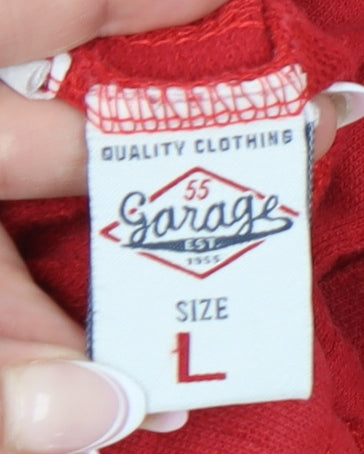 QUALITY CLOTHING
55
Garage
EST.
1955
SIZE
L